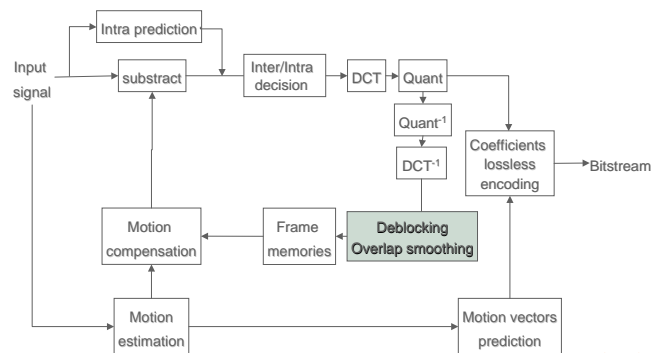 Intra prediction
Input
signal
substract
Inter/Intra
decision
DCT
Quant
Quant-1
DCT-1
Coefficients
lossless
encoding
Bitstream
Motion
compensation
Frame
memories
Deblocking
Overlap smoothing
Motion
estimation
Motion vectors
prediction